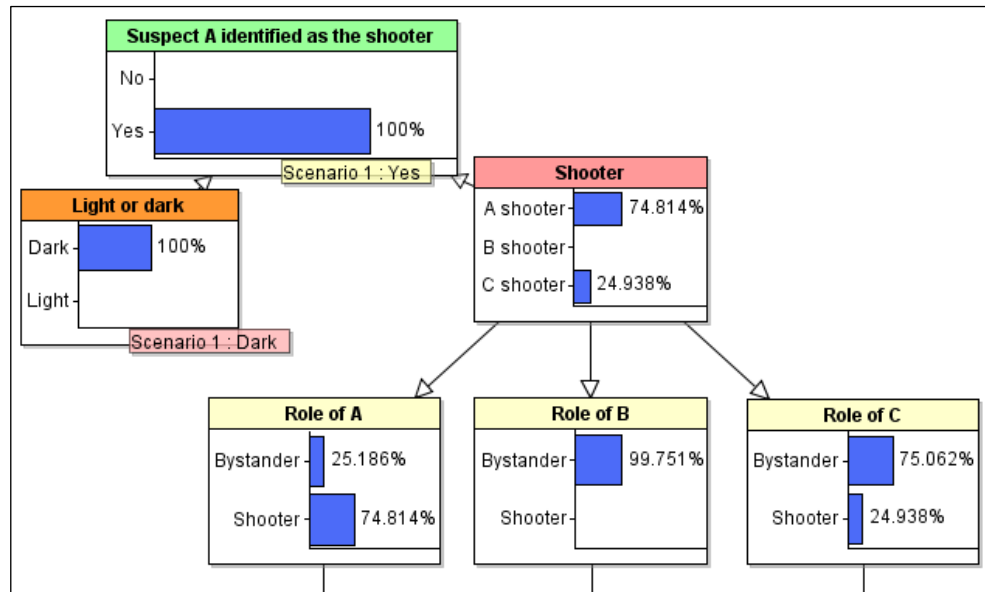 Suspect A identified as the shooter
No
Yes
100%
Scenario 1 : Yes
Light or dark
Dark
100%
Light
Scenario 1 : Dark
Shooter
A shooter
74.814%
B shooter
C shooter
24.938%
Role of A
Bystander
25.186%
Shooter
74.814%
Role of B
Bystander
99.751%
Shooter
Role of C
Bystander
75.062%
Shooter
24.938%